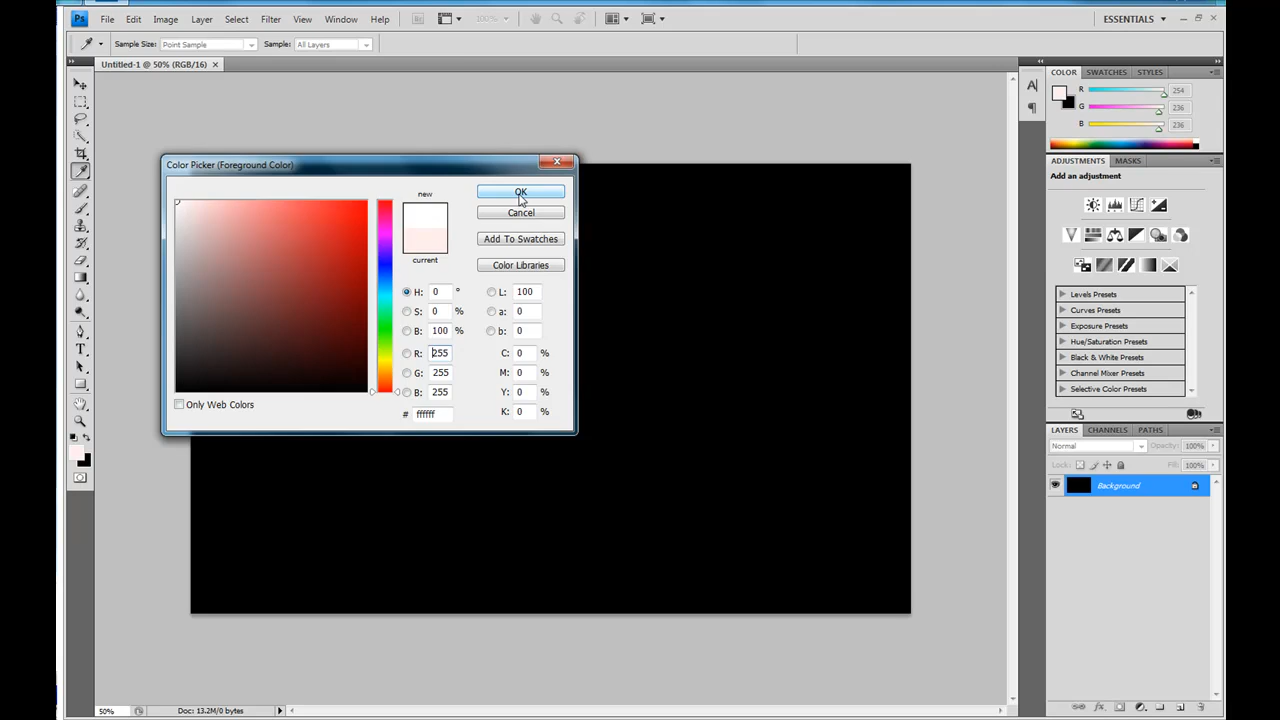 Ps File Edit Image Layer Select Filter Analysis 3D View Window Help 100% ESSENTIALS
Sample Size: Point Sample Sample: All Layers
Untitled-1 @ 50% (RGB/16)
COLOR SWATCHES STYLES
R 254
G 236
B 236
Color Picker (Foreground Color)
new
current
OK
Cancel
Add To Swatches
Color Libraries
H: 0 ° L: 100
S: 0 % a: 0
B: 100 % b: 0
R: 255 C: 0 %
G: 255 M: 0 %
B: 255 Y: 0 %
# ffffff K: 0 %
Only Web Colors
ADJUSTMENTS MASKS
Add an adjustment
Levels Presets
Curves Presets
Exposure Presets
Hue/Saturation Presets
Black & White Presets
Channel Mixer Presets
Selective Color Presets
LAYERS CHANNELS PATHS
Normal Opacity: 100%
Lock: Fill: 100%
Background
50% Doc: 13.2M/0 bytes